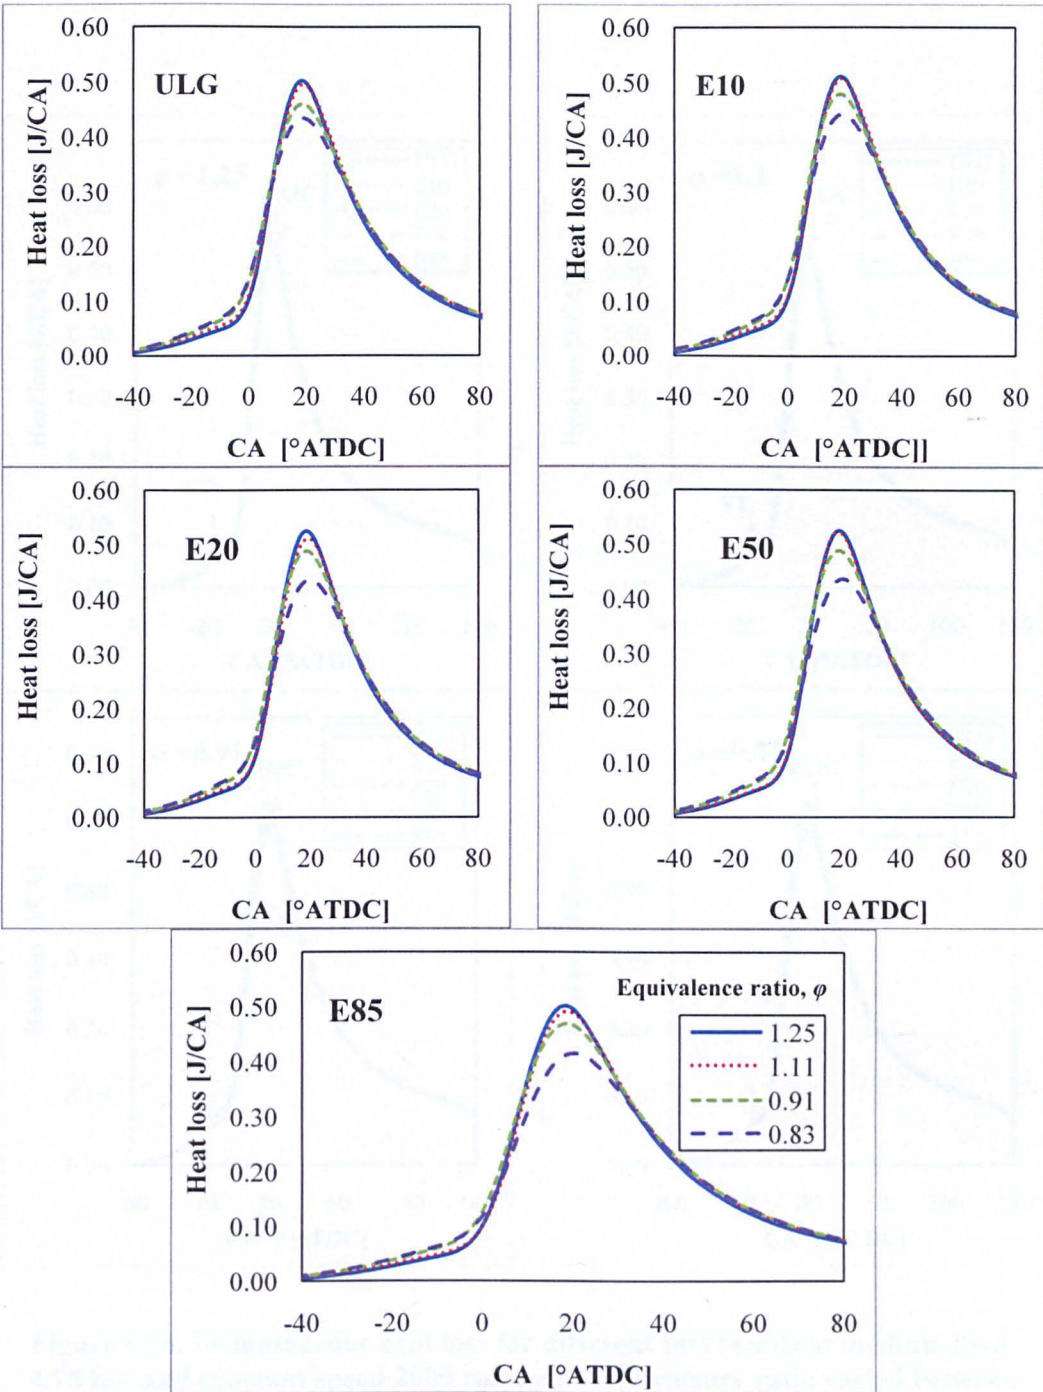 0.60
0.50
0.40
0.30
0.20
0.10
0.00
Heat loss [J/CA]
ULG
-40 -20 0 20 40 60 80
CA [°ATDC]
0.60
0.50
0.40
0.30
0.20
0.10
0.00
Heat loss [J/CA]
E10
-40 -20 0 20 40 60 80
CA [°ATDC]]
0.60
0.50
0.40
0.30
0.20
0.10
0.00
Heat loss [J/CA]
E20
-40 -20 0 20 40 60 80
CA [°ATDC]
0.60
0.50
0.40
0.30
0.20
0.10
0.00
Heat loss [J/CA]
E50
-40 -20 0 20 40 60 80
CA [°ATDC]
0.60
0.50
0.40
0.30
0.20
0.10
0.00
Heat loss [J/CA]
E85
Equivalence ratio, φ
1.25
1.11
0.91
0.83
-40 -20 0 20 40 60 80
CA [°ATDC]